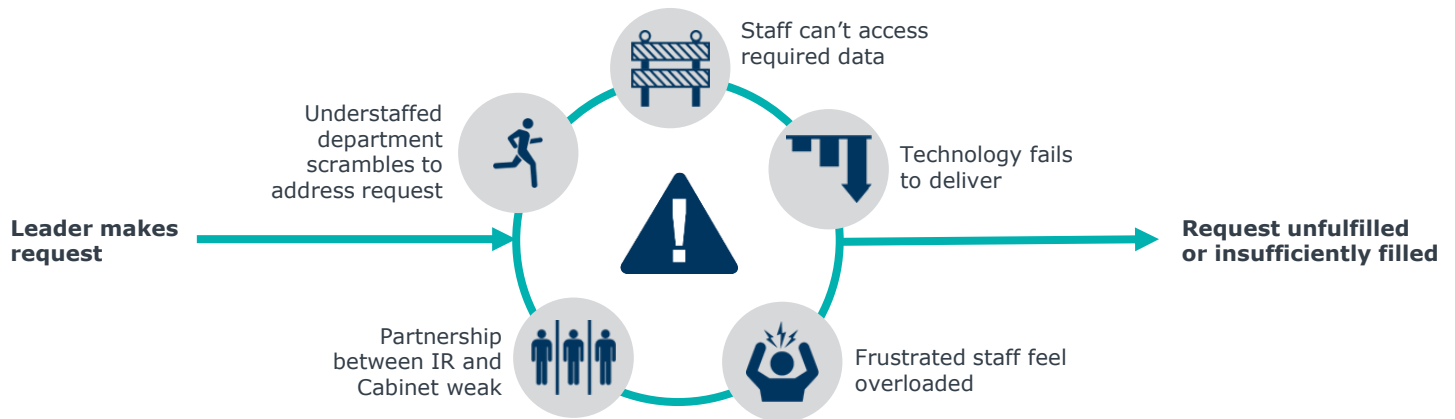 Staff can’t access
required data
Understaffed
department
scrambles to
address request
Technology fails
to deliver
Leader makes
request
Request unfulfilled
or insufficiently filled
Partnership
between IR and
Cabinet weak
Frustrated staff feel
overloaded